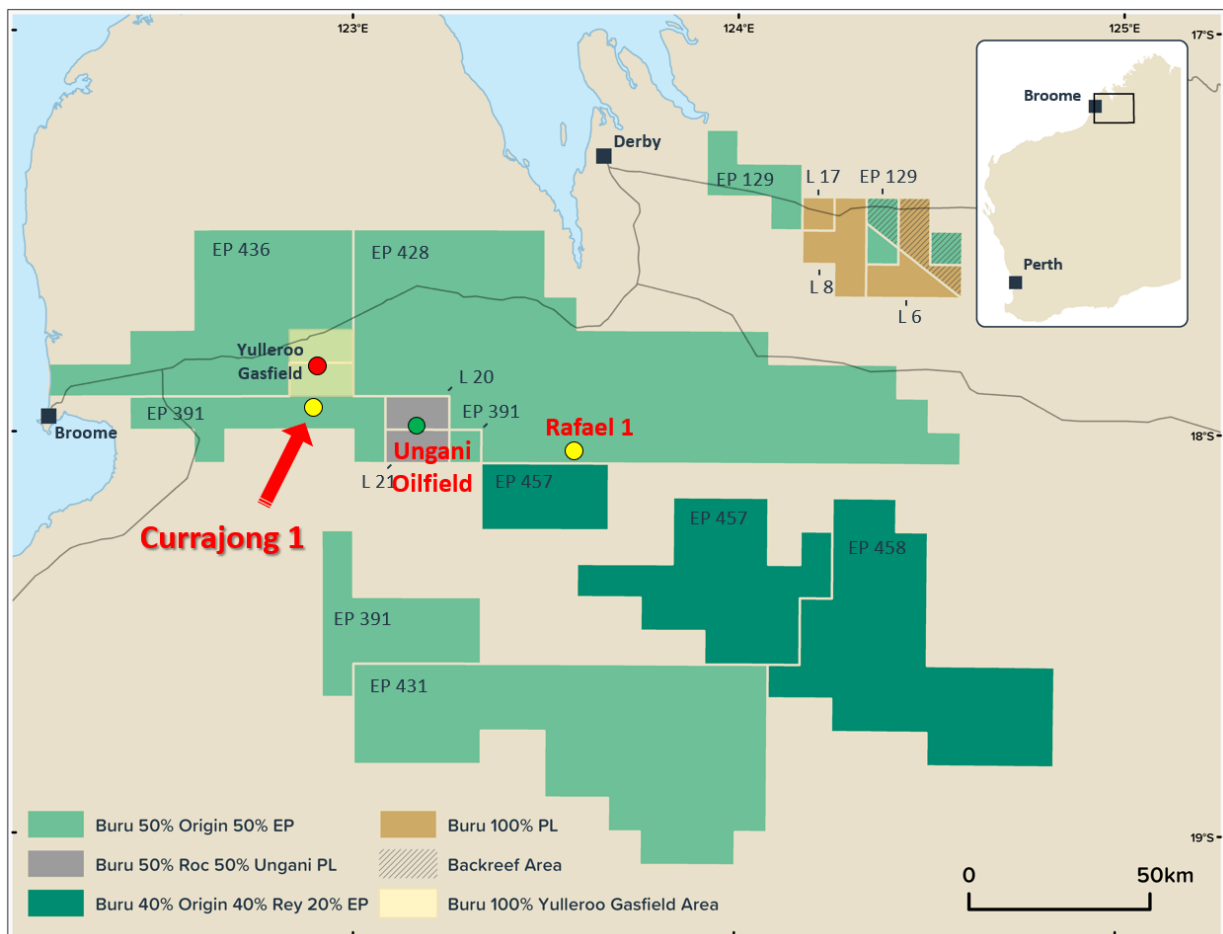 123°E
124°E
125°E
17°S
Broome
Perth
Derby
EP 129
L 17
EP 129
L 8
L 6
EP 436
EP 428
Yulleroo
Gasfield
L 20
EP 391
EP 391
Broome
Rafael 1
18°S
Ungani
Oilfield
L 21
EP 457
Currajong 1
EP 457
EP 458
EP 391
EP 431
Buru 50% Origin 50% EP
Buru 50% Roc 50% Ungani PL
Buru 40% Origin 40% Rey 20% EP
Buru 100% PL
Backreef Area
Buru 100% Yulleroo Gasfield Area
19°S
0
50km